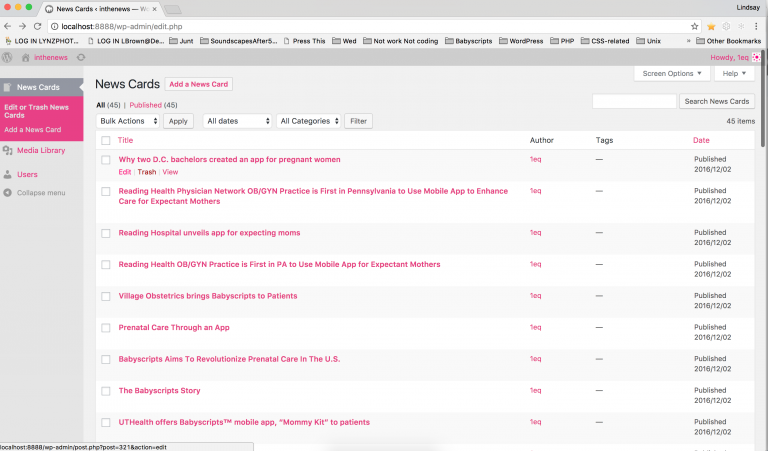 News Cards ‹ inthenews — Wo
Lindsay
localhost:8888/wp-admin/edit.php
LOG IN LYNZPHOT... LOG IN LBrown@De... Junt SoundscapesAfter5... Press This Wed Not work Not coding Babyscripts WordPress PHP CSS-related Unix » Other Bookmarks
inthenews Howdy, 1eq
News Cards
Edit or Trash News
Cards
Add a News Card
Media Library
Users
Collapse menu
Screen Options ▼ Help ▼
News Cards Add a News Card
All (45) | Published (45)
Search News Cards
Bulk Actions Apply All dates All Categories Filter 45 items
Title Author Tags Date
Why two D.C. bachelors created an app for pregnant women 1eq — Published
Edit | Trash | View 2016/12/02
Reading Health Physician Network OB/GYN Practice is First in Pennsylvania to Use Mobile App to Enhance 1eq — Published
Care for Expectant Mothers 2016/12/02
Reading Hospital unveils app for expecting moms 1eq — Published
2016/12/02
Reading Health OB/GYN Practice is First in PA to Use Mobile App for Expectant Mothers 1eq — Published
2016/12/02
Village Obstetrics brings Babyscripts to Patients 1eq — Published
2016/12/02
Prenatal Care Through an App 1eq — Published
2016/12/02
Babyscripts Aims To Revolutionize Prenatal Care In The U.S. 1eq — Published
2016/12/02
The Babyscripts Story 1eq — Published
2016/12/02
UTHealth offers Babyscripts™ mobile app, “Mommy Kit” to patients 1eq — Published
2016/12/02
localhost:8888/wp-admin/post.php?post=321&action=edit